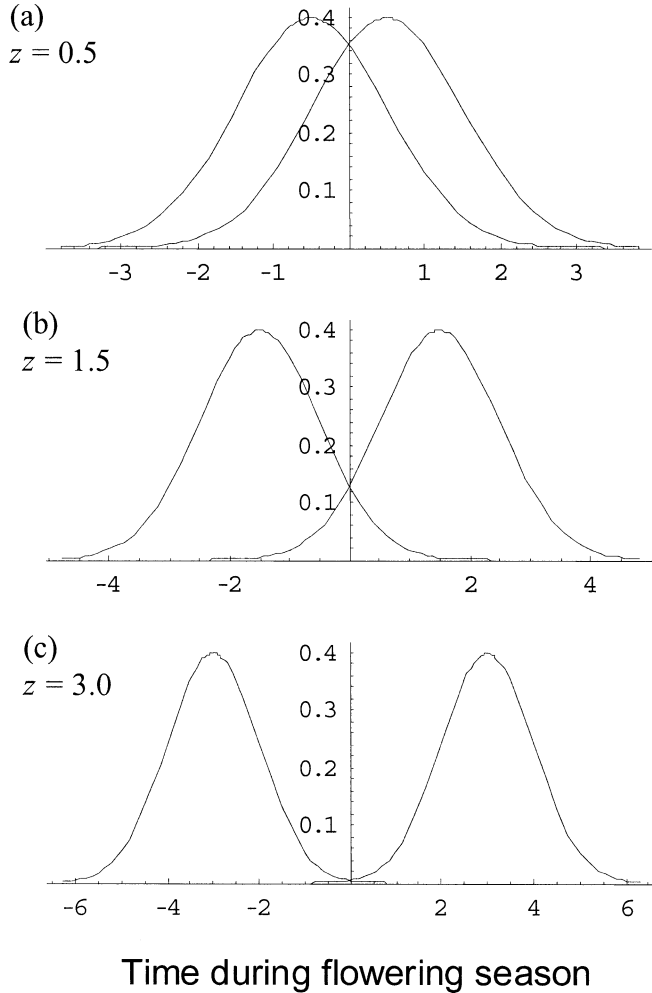 (a)
z = 0.5
0.4
0.3
0.2
0.1
-3 -2 -1 1 2 3
(b)
z = 1.5
0.4
0.3
0.2
0.1
-4 -2 2 4
(c)
z = 3.0
0.4
0.3
0.2
0.1
-6 -4 -2 2 4 6
Time during flowering season